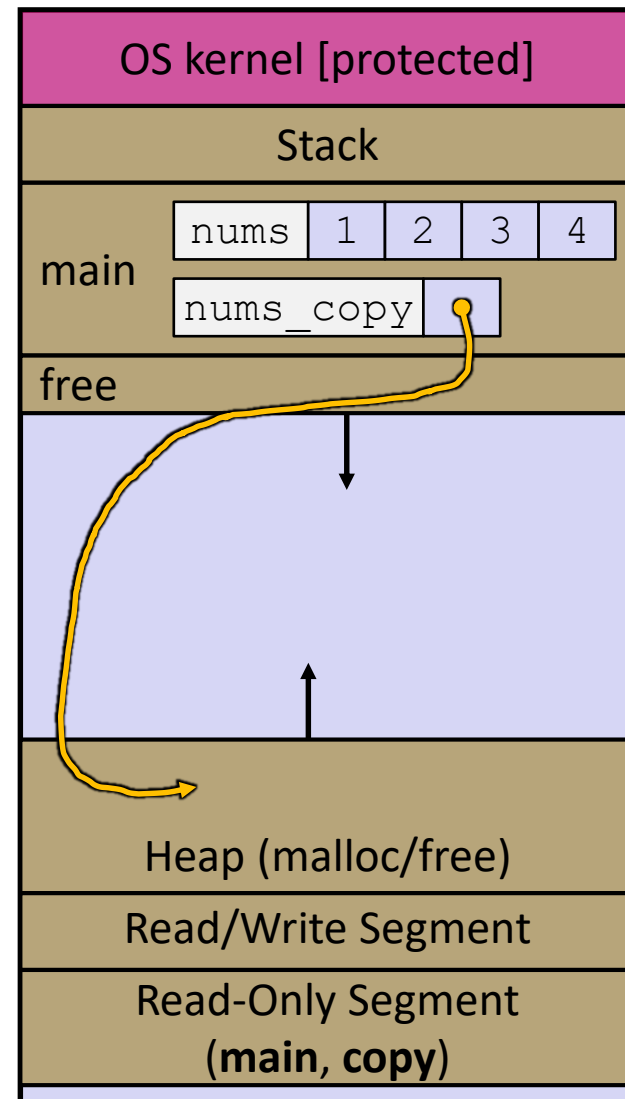 OS kernel [protected]
Stack
main
nums 1 2 3 4
nums_copy
free
Heap (malloc/free)
Read/Write Segment
Read-Only Segment
(main, copy)